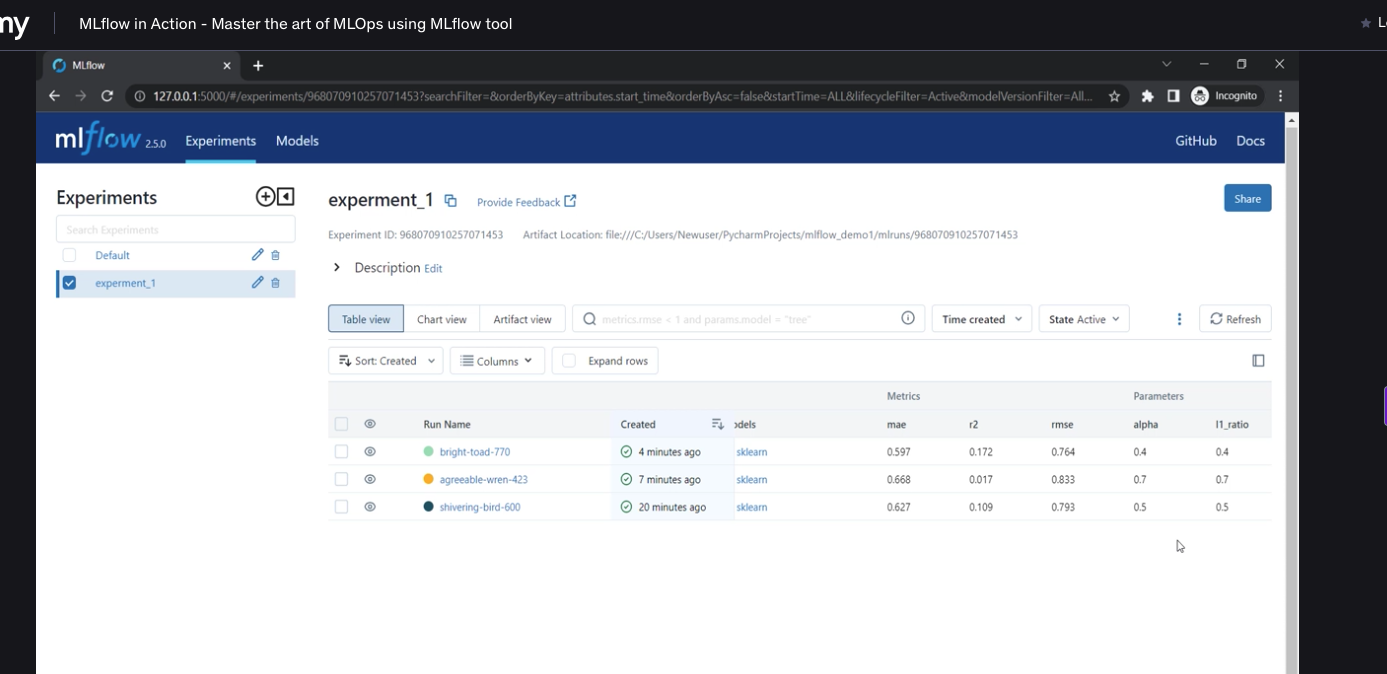 my MLflow in Action - Master the art of MLOps using MLflow tool
MLflow
127.0.0.1:5000/#/experiments/968070910257071453?searchFilter=&orderByKey=attributes.start_time&orderByAsc=false&startTime=ALL&lifecycleFilter=Active&modelVersionFilter=All... Incognito
mlflow 2.5.0 Experiments Models GitHub Docs
Experiments
Search Experiments
Default
experment_1
experment_1 Provide Feedback Share
Experiment ID: 968070910257071453 Artifact Location: file:///C:/Users/Newuser/PycharmProjects/mlflow_demo1/mlruns/968070910257071453
Description Edit
Table view Chart view Artifact view metrics.rmse < 1 and params.model = "tree" Time created State Active Refresh
Sort: Created Columns Expand rows
Metrics Parameters
Run Name Created odels mae r2 rmse alpha l1_ratio
bright-toad-770 4 minutes ago sklearn 0.597 0.172 0.764 0.4 0.4
agreeable-wren-423 7 minutes ago sklearn 0.668 0.017 0.833 0.7 0.7
shivering-bird-600 20 minutes ago sklearn 0.627 0.109 0.793 0.5 0.5